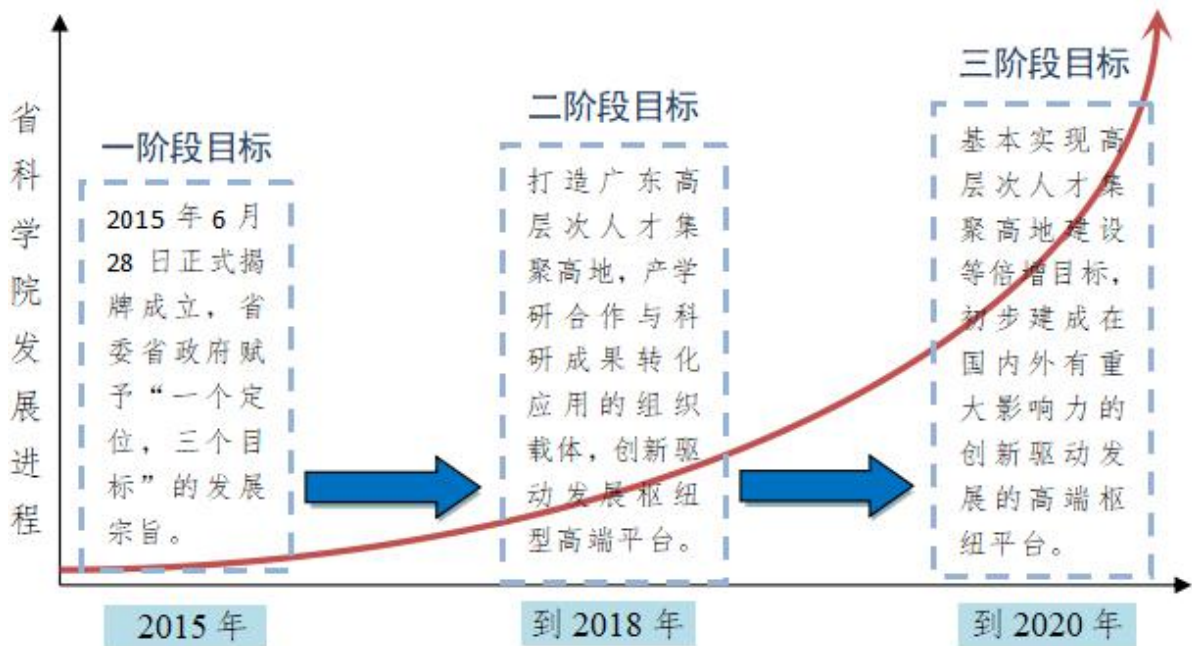 省科学院发展进程
一阶段目标
2015 年 6 月
28 日正式揭
牌成立，省
委省政府赋
予“一个定
位，三个目
标”的发展
宗旨。
二阶段目标
打造广东高
层次人才集
聚高地，产学
研合作与科
研成果转化
应用的组织
载体，创新驱
动发展枢纽
型高端平台。
三阶段目标
基本实现高
层次人才集
聚高地建设
等倍增目标，
初步建成在
国内外有重
大影响力的
创新驱动发
展的高端枢
纽平台。
2015 年
到 2018 年
到 2020 年